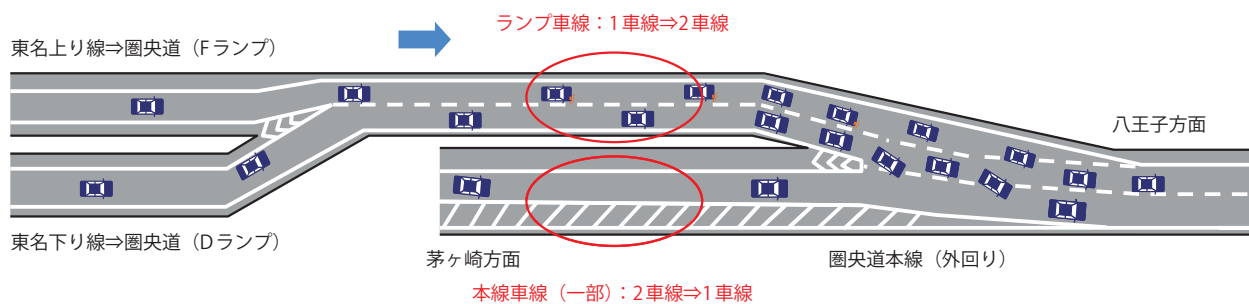 ランプ車線：1車線⇒2車線
東名上り線⇒圏央道（Fランプ）
八王子方面
東名下り線⇒圏央道（Dランプ）
茅ヶ崎方面
圏央道本線（外回り）
本線車線（一部）：2車線⇒1車線